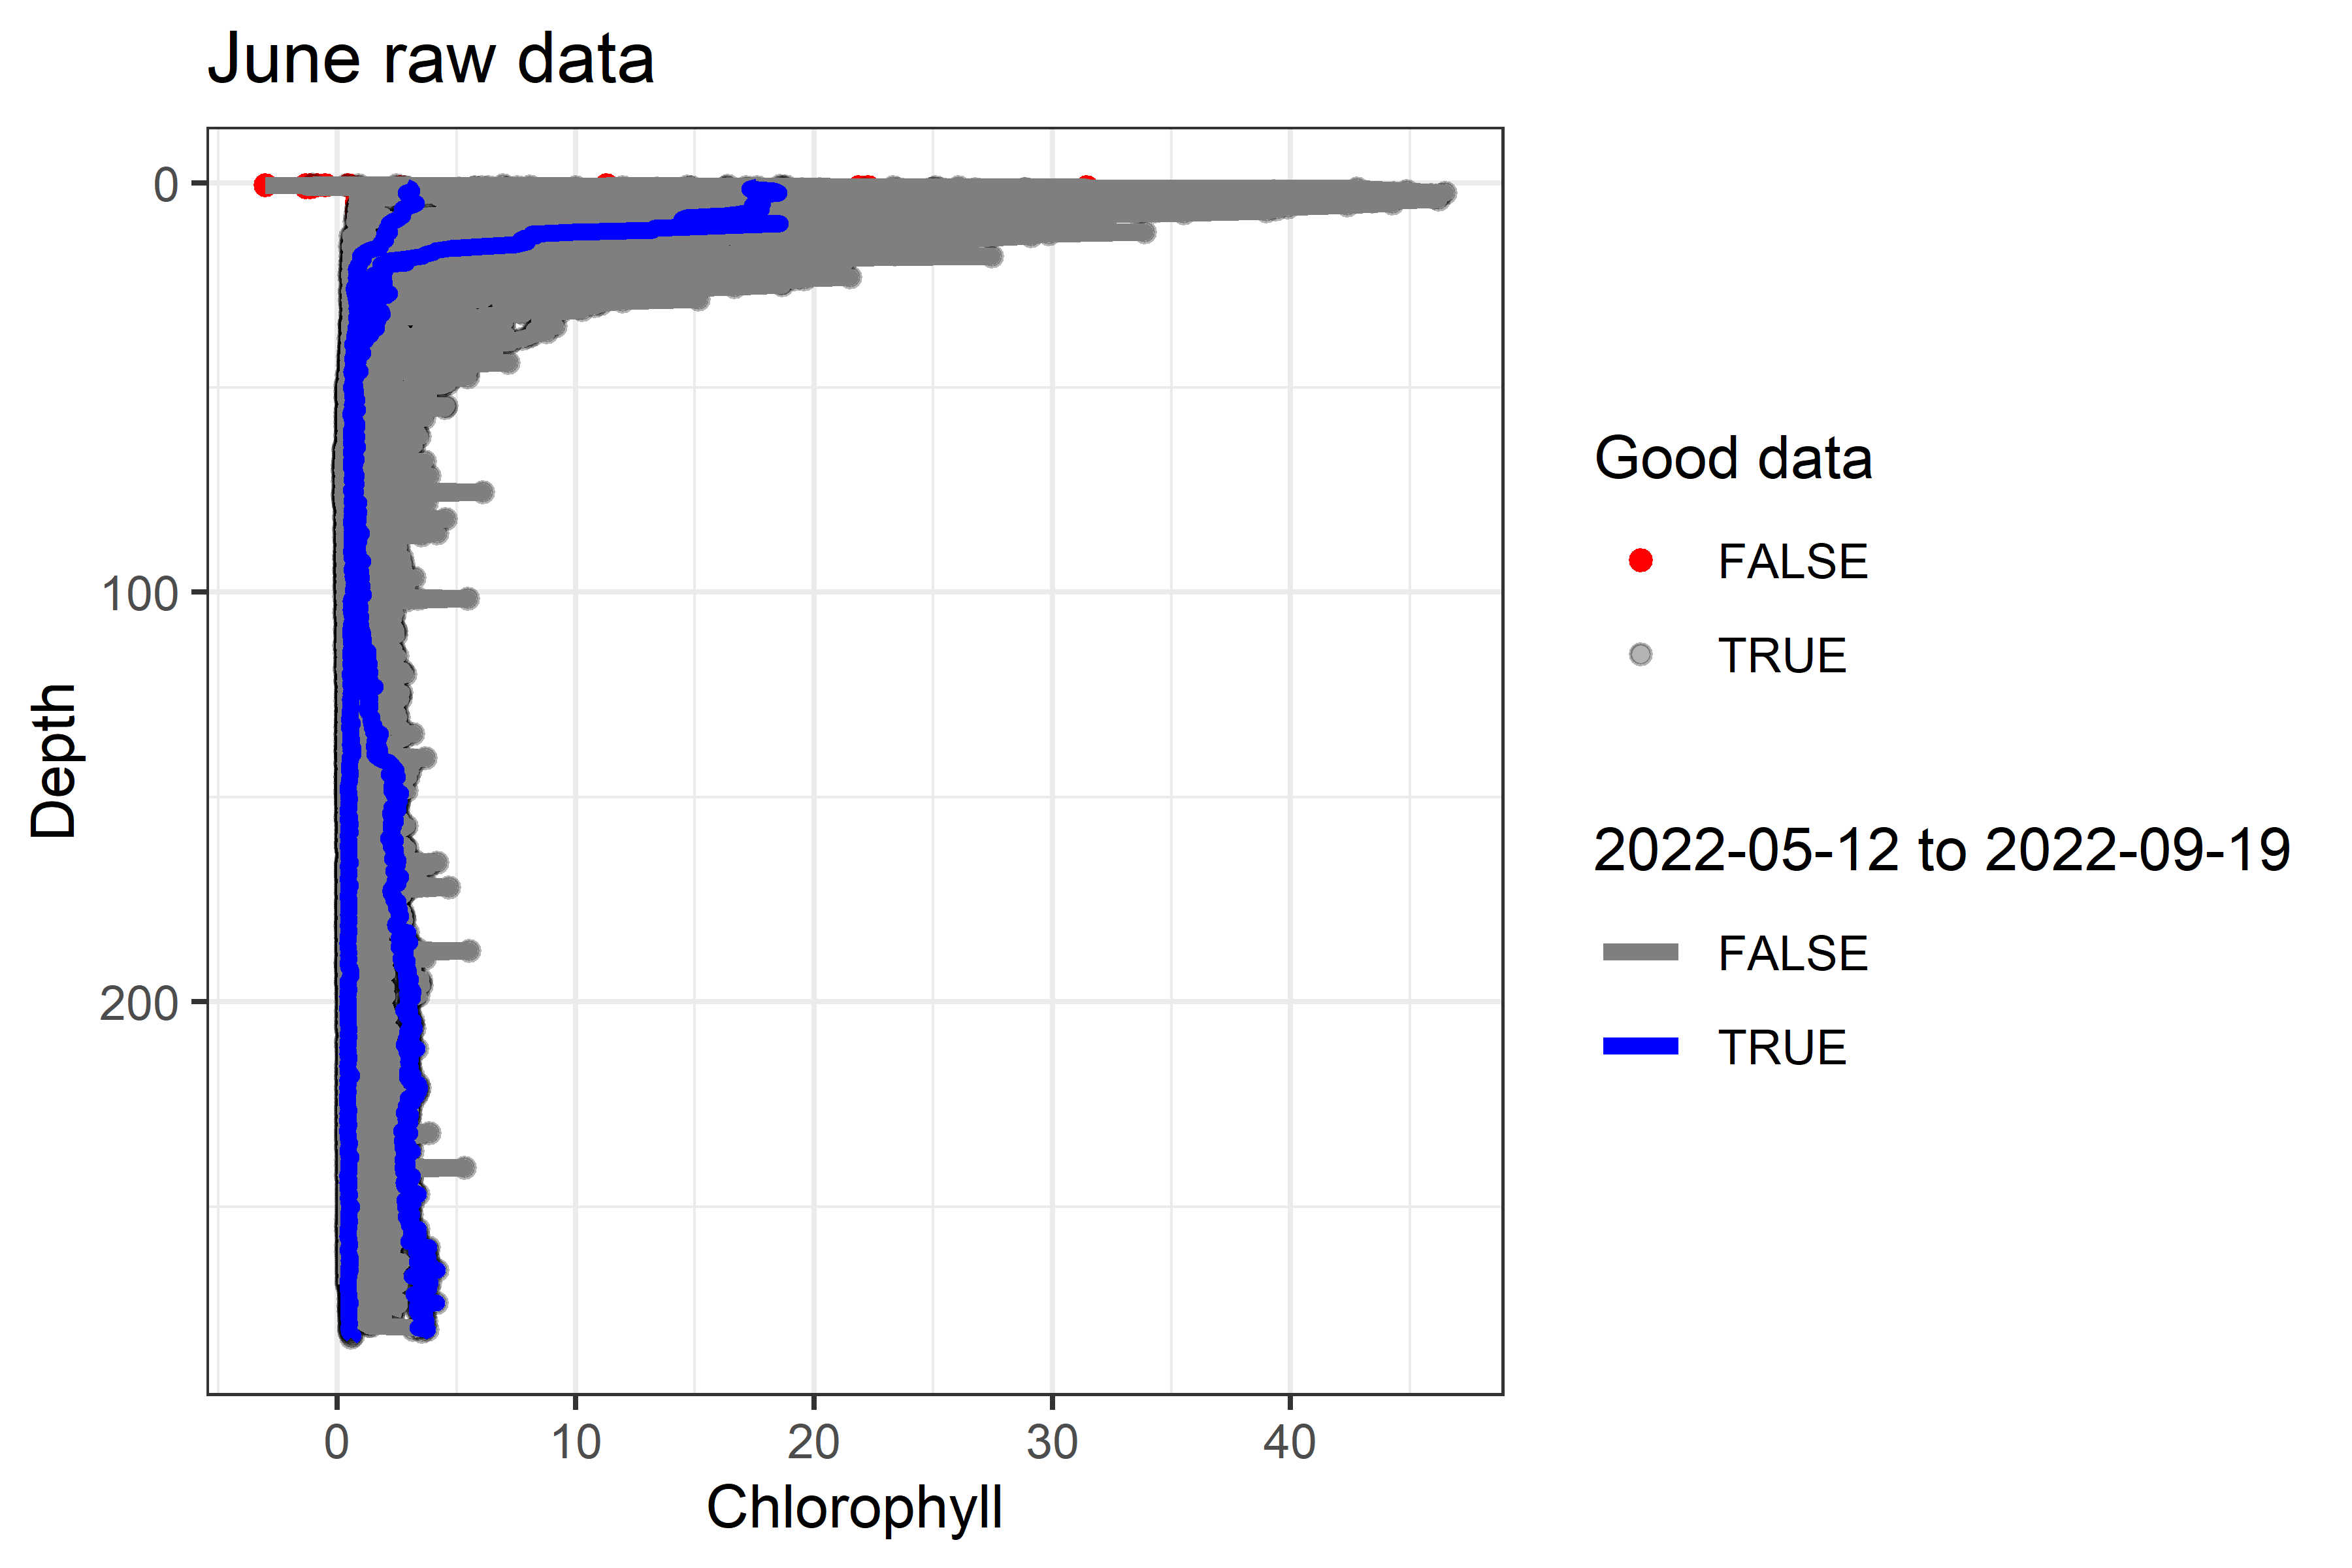 June raw data
0
100
200
Depth
0 10 20 30 40
Chlorophyll
Good data
FALSE
TRUE
2022-05-12 to 2022-09-19
FALSE
TRUE